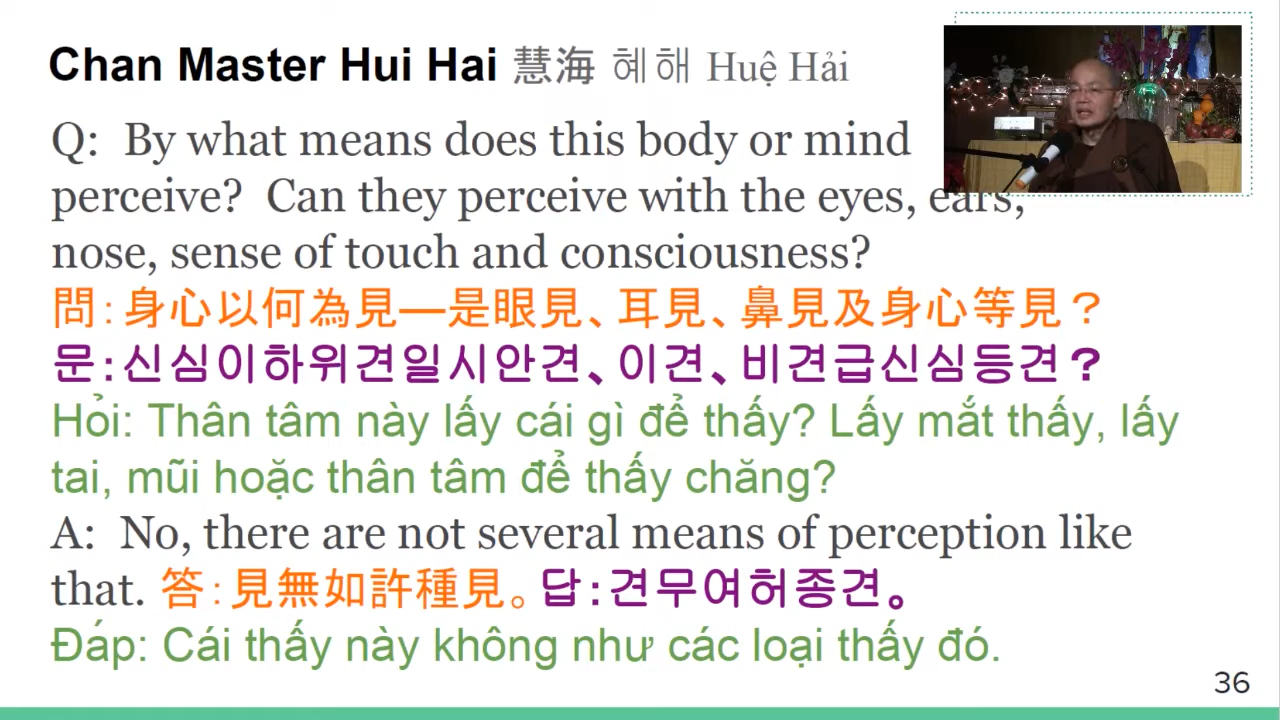 Chan Master Hui Hai 慧海 혜해 Huệ Hải
Q: By what means does this body or mind
perceive? Can they perceive with the eyes, ears,
nose, sense of touch and consciousness?
問：身心以何為見—是眼見、耳見、鼻見及身心等見？
문:신심이하위견일시안견、이견、비견급신심등견？
Hỏi: Thân tâm này lấy cái gì để thấy? Lấy mắt thấy, lấy
tai, mũi hoặc thân tâm để thấy chăng?
A: No, there are not several means of perception like
that. 答：見無如許種見。답:견무여허종견。
Đáp: Cái thấy này không như các loại thấy đó.
36